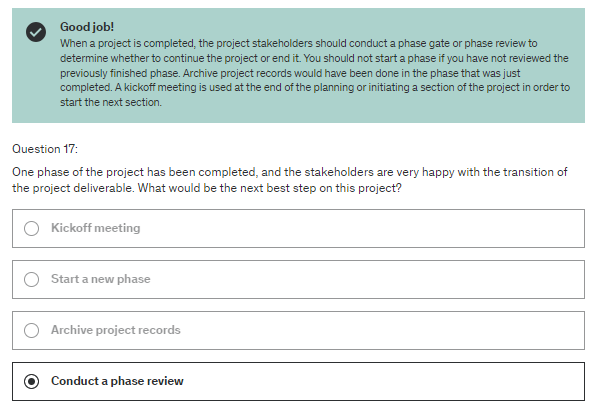 Good job!
When a project is completed, the project stakeholders should conduct a phase gate or phase review to
determine whether to continue the project or end it. You should not start a phase if you have not reviewed the
previously finished phase. Archive project records would have been done in the phase that was just
completed. A kickoff meeting is used at the end of the planning or initiating a section of the project in order to
start the next section.
Question 17:
One phase of the project has been completed, and the stakeholders are very happy with the transition of
the project deliverable. What would be the next best step on this project?
Kickoff meeting
Start a new phase
Archive project records
Conduct a phase review